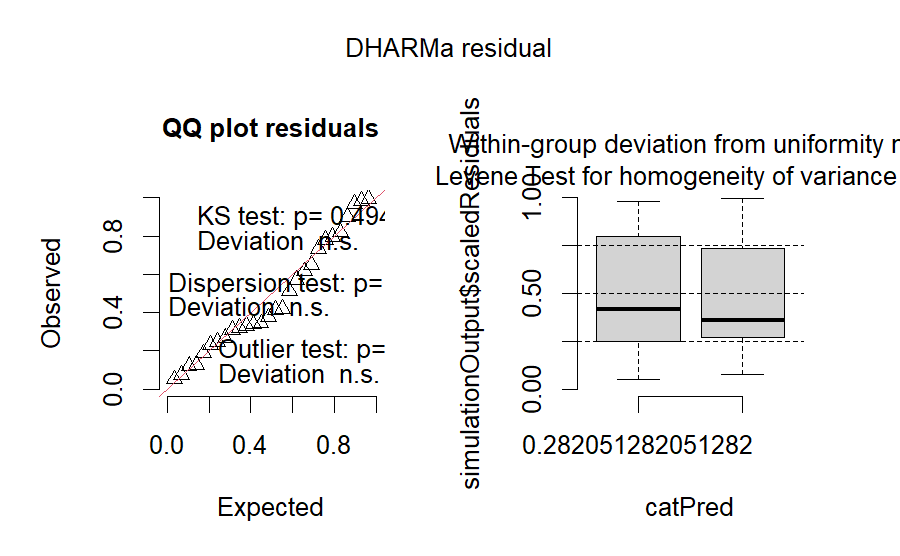 DHARMa residual
QQ plot residuals
KS test: p= 0.494
Deviation n.s.
Dispersion test: p=
Deviation n.s.
Outlier test: p=
Deviation n.s.
Observed
0.0 0.4 0.8
0.0 0.4 0.8
Expected
Within-group deviation from uniformity n
Levene Test for homogeneity of variance
simulationOutput$scaledResiduals
0.00 0.50 1.00
0.282051282051282
catPred